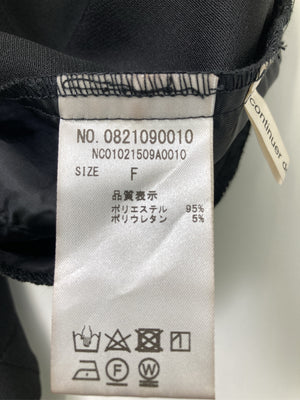 NO. 0821090010
NC01021509A0010
SIZE F
品質表示
ポリエステル 95%
ポリウレタン 5%
F W
continuer d